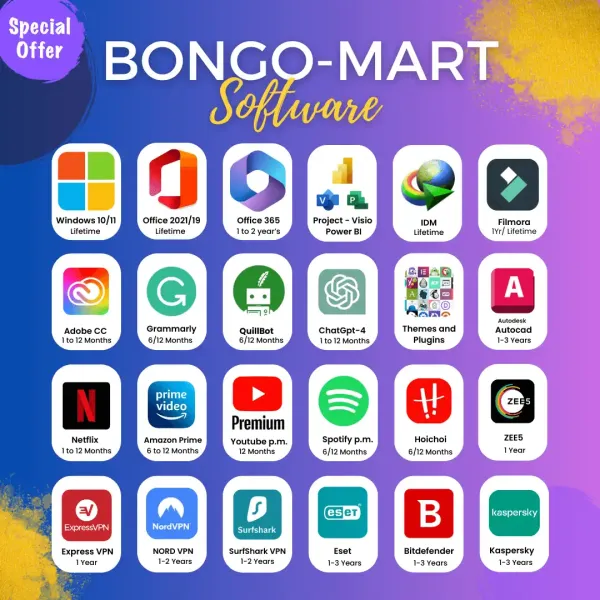 Special
Offer
BONGO-MART
Software
Windows 10/11
Lifetime
Office 2021/19
Lifetime
Office 365
1 to 2 year's
Project - Visio
Power BI
IDM
Lifetime
Filmora
1Yr/ Lifetime
Adobe CC
1 to 12 Months
Grammarly
6/12 Months
QuillBot
6/12 Months
ChatGpt-4
1 to 12 Months
Themes and
Plugins
A
Autodesk
Autocad
1-3 Years
N
Netflix
1 to 12 Months
prime
video
Amazon Prime
6 to 12 Months
Premium
Youtube p.m.
12 Months
Spotify p.m.
6/12 Months
Hoichoi
6/12 Months
ZEE5
ZEE5
1 Year
ExpressVPN
Express VPN
1 Year
NordVPN
NORD VPN
1-2 Years
Surfshark
SurfShark VPN
1-2 Years
eseT
Eset
1-3 Years
B
Bitdefender
1-3 Years
kaspersky
Kaspersky
1-3 Years